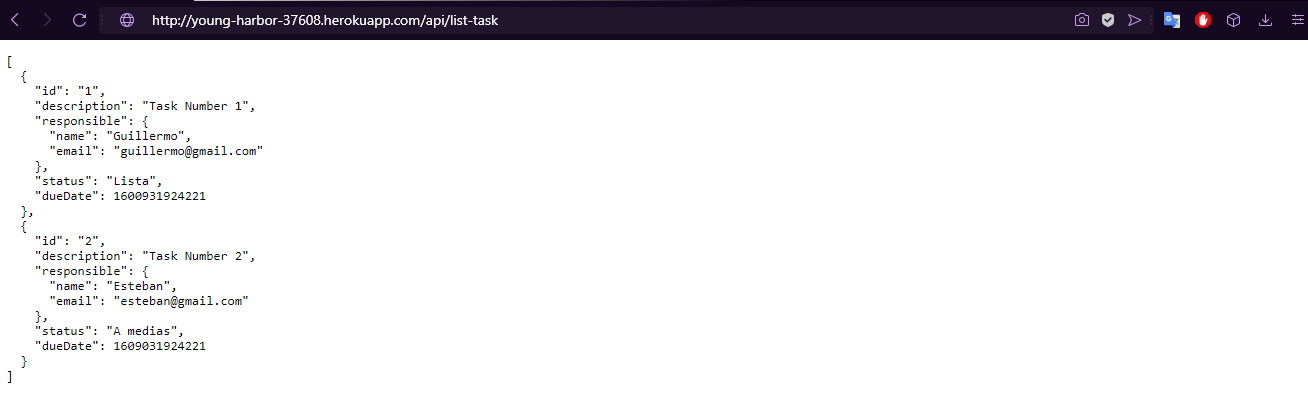 http://young-harbor-37608.herokuapp.com/api/list-task
[
  {
    "id": "1",
    "description": "Task Number 1",
    "responsible": {
      "name": "Guillermo",
      "email": "guillermo@gmail.com"
    },
    "status": "Lista",
    "dueDate": 1600931924221
  },
  {
    "id": "2",
    "description": "Task Number 2",
    "responsible": {
      "name": "Esteban",
      "email": "esteban@gmail.com"
    },
    "status": "A medias",
    "dueDate": 1609031924221
  }
]